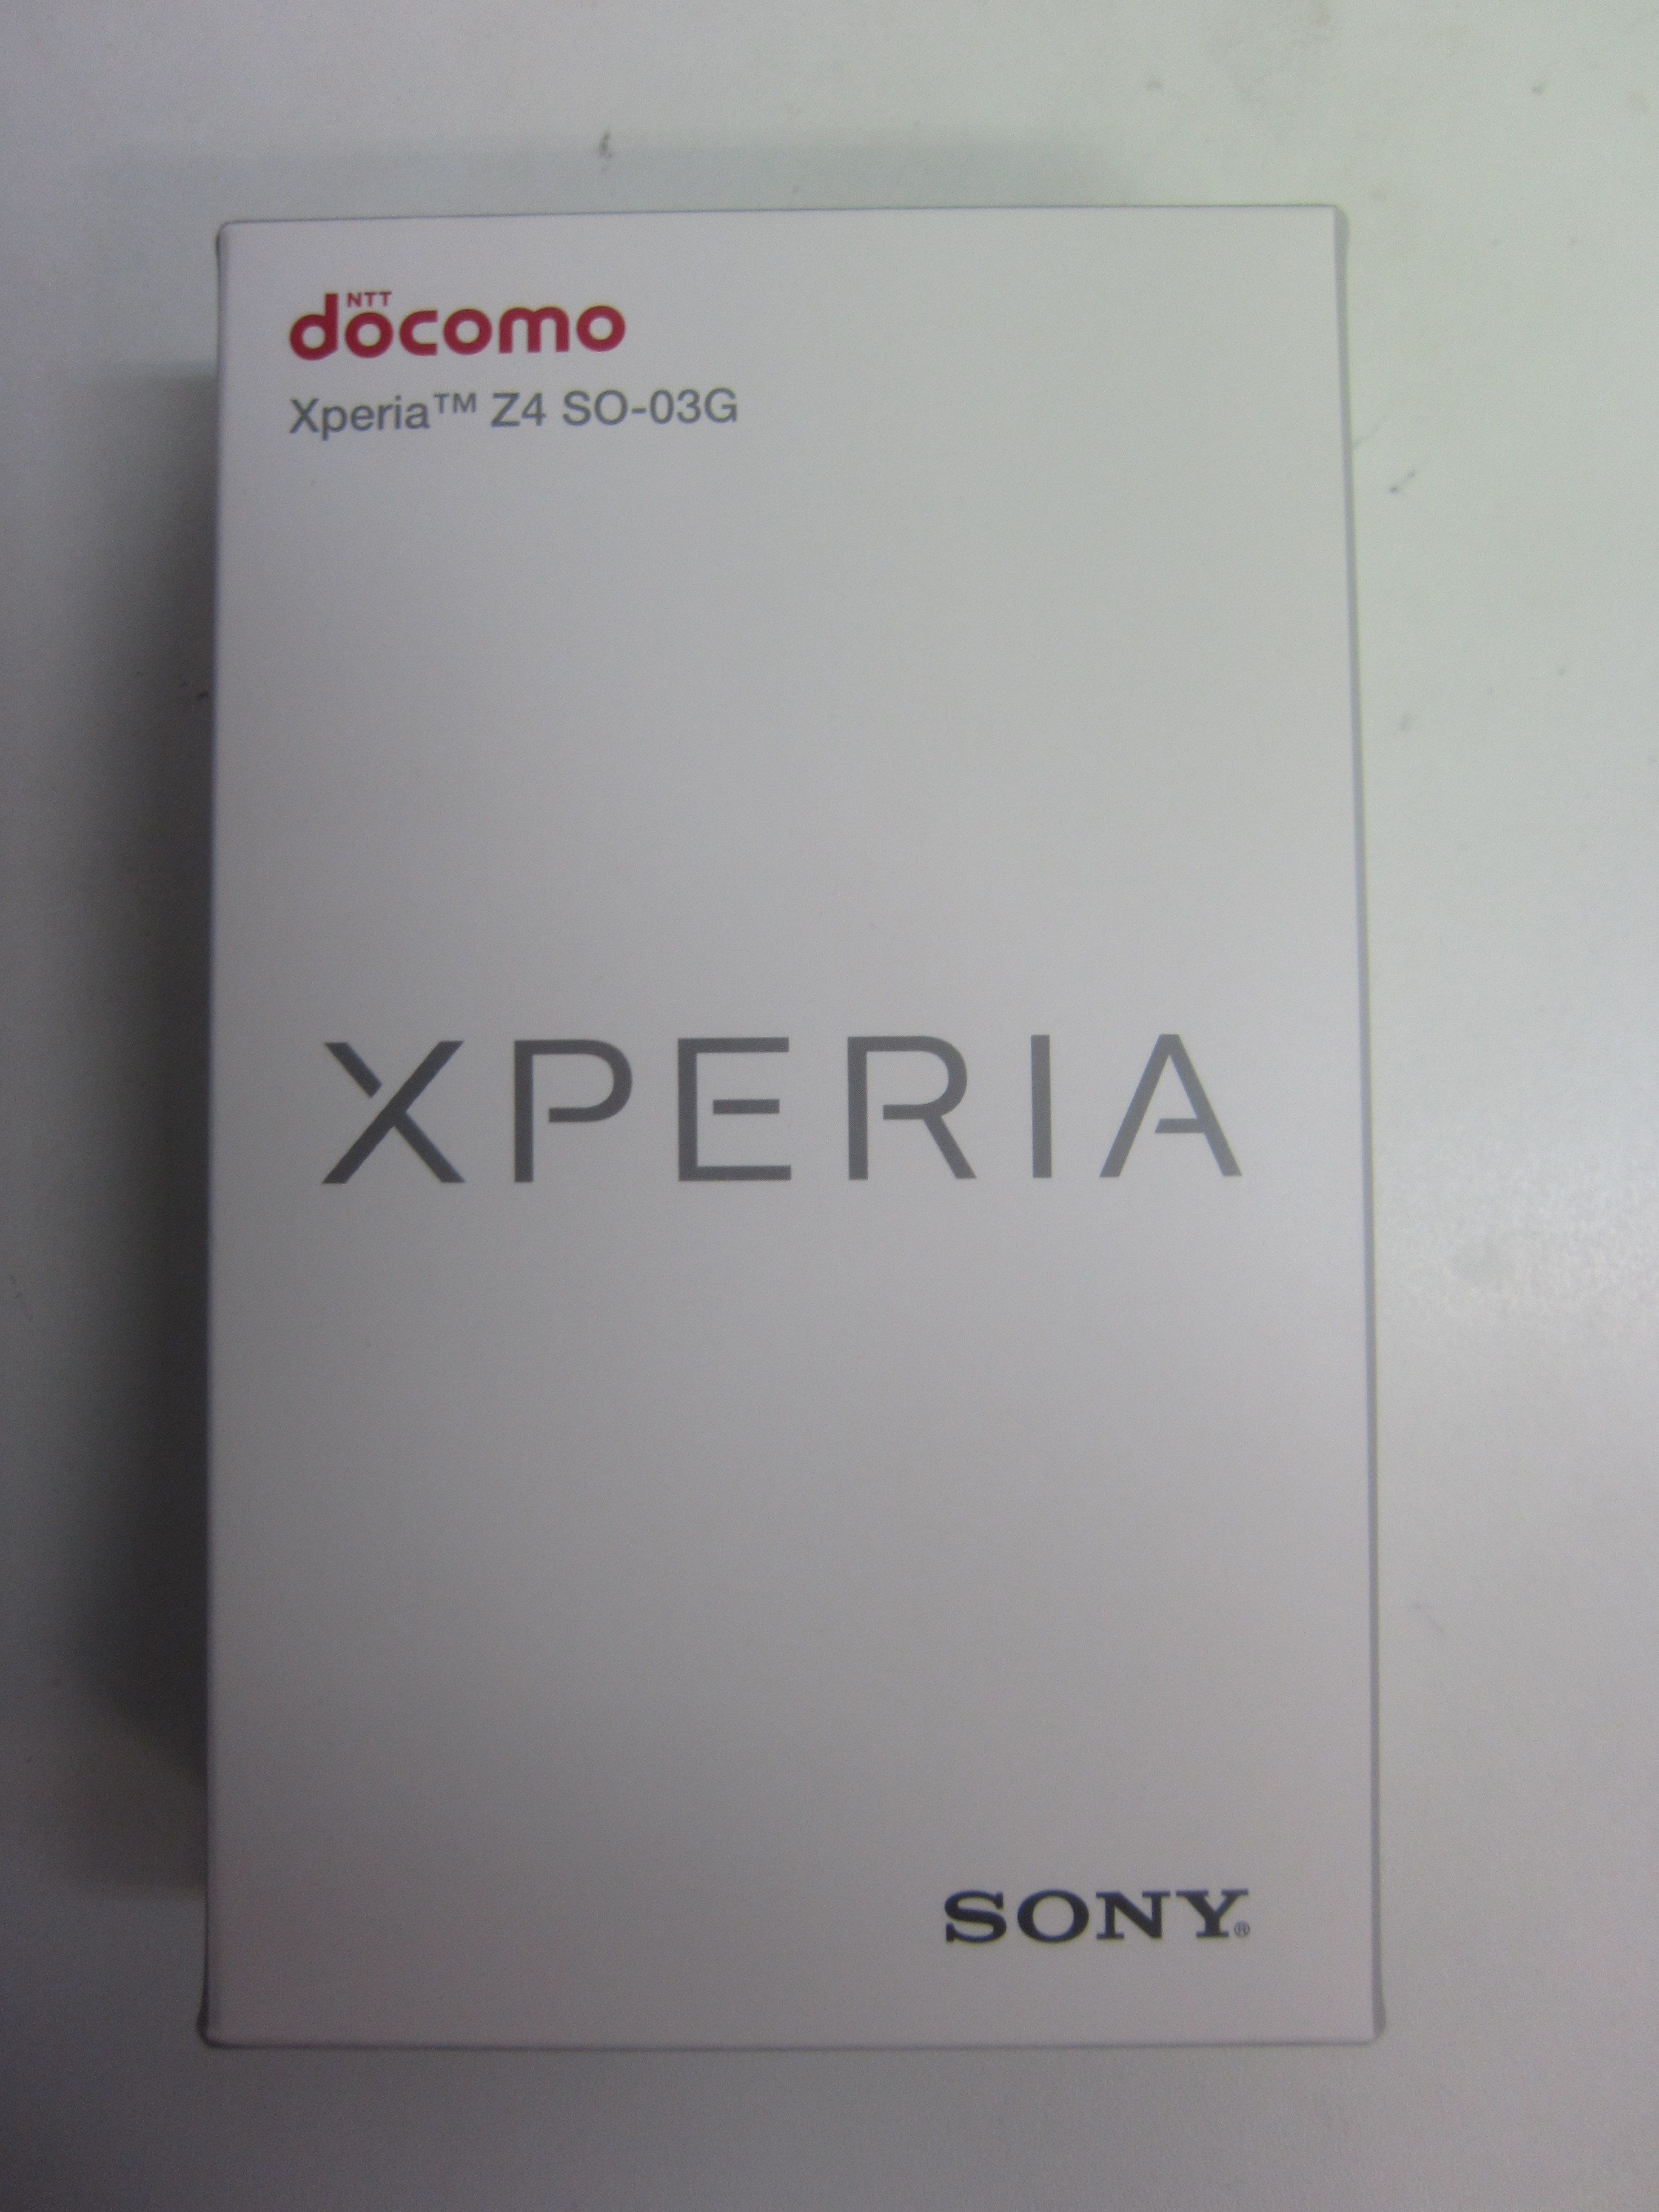 NTT
docomo
Xperia™ Z4 SO-03G
XPERIA
SONY®